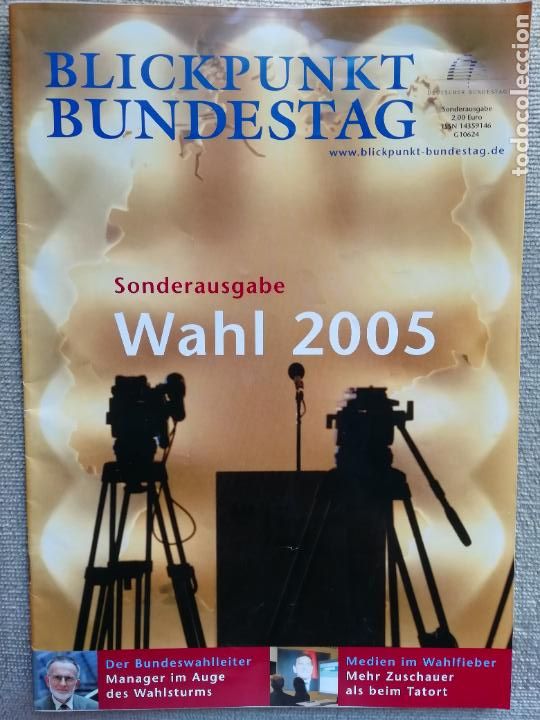 BLICKPUNKT
BUNDESTAG
DEUTSCHER BUNDESTAG
Sonderausgabe
2,00 Euro
ISSN 14359146
G10624
www.blickpunkt-bundestag.de
Sonderausgabe
Wahl 2005
Der Bundeswahlleiter
Manager im Auge
des Wahlsturms
Medien im Wahlfieber
Mehr Zuschauer
als beim Tatort
todocoleccion